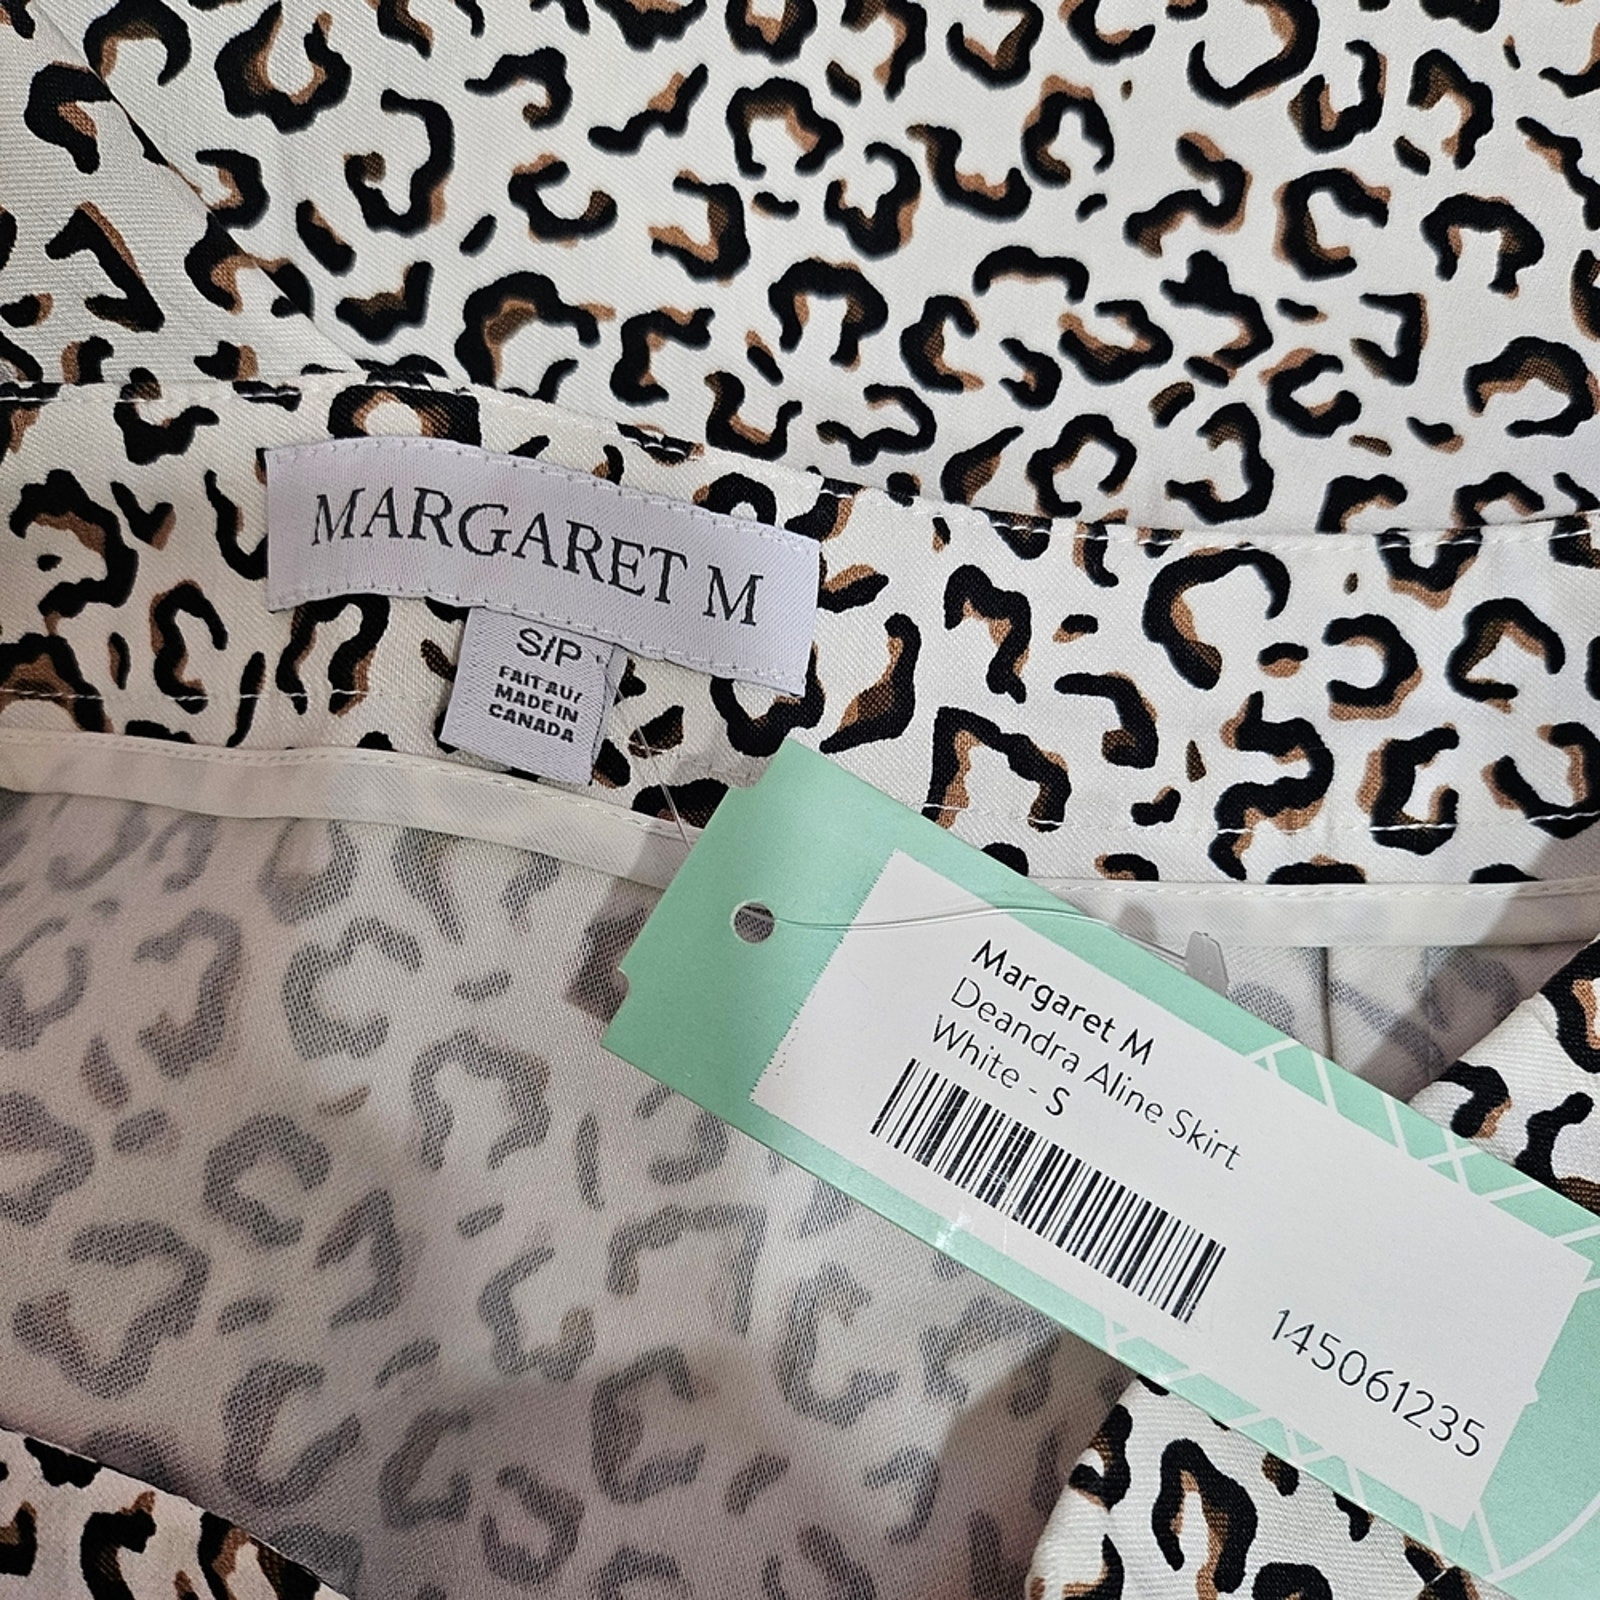 MARGARET M
S/P
FAIT AU/
MADE IN
CANADA
Margaret M
Deandra Aline Skirt
White - S
145061235